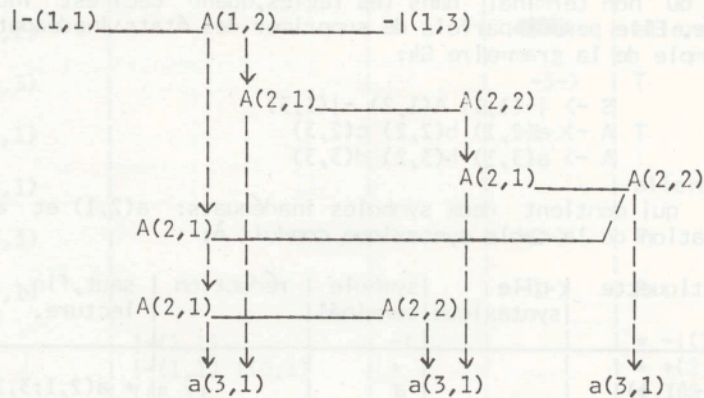 |-(1,1) A(1,2) -|(1,3)
A(2,1) A(2,2)
A(2,1) A(2,2)
A(2,1)
A(2,1) A(2,2)
a(3,1) a(3,1) a(3,1)